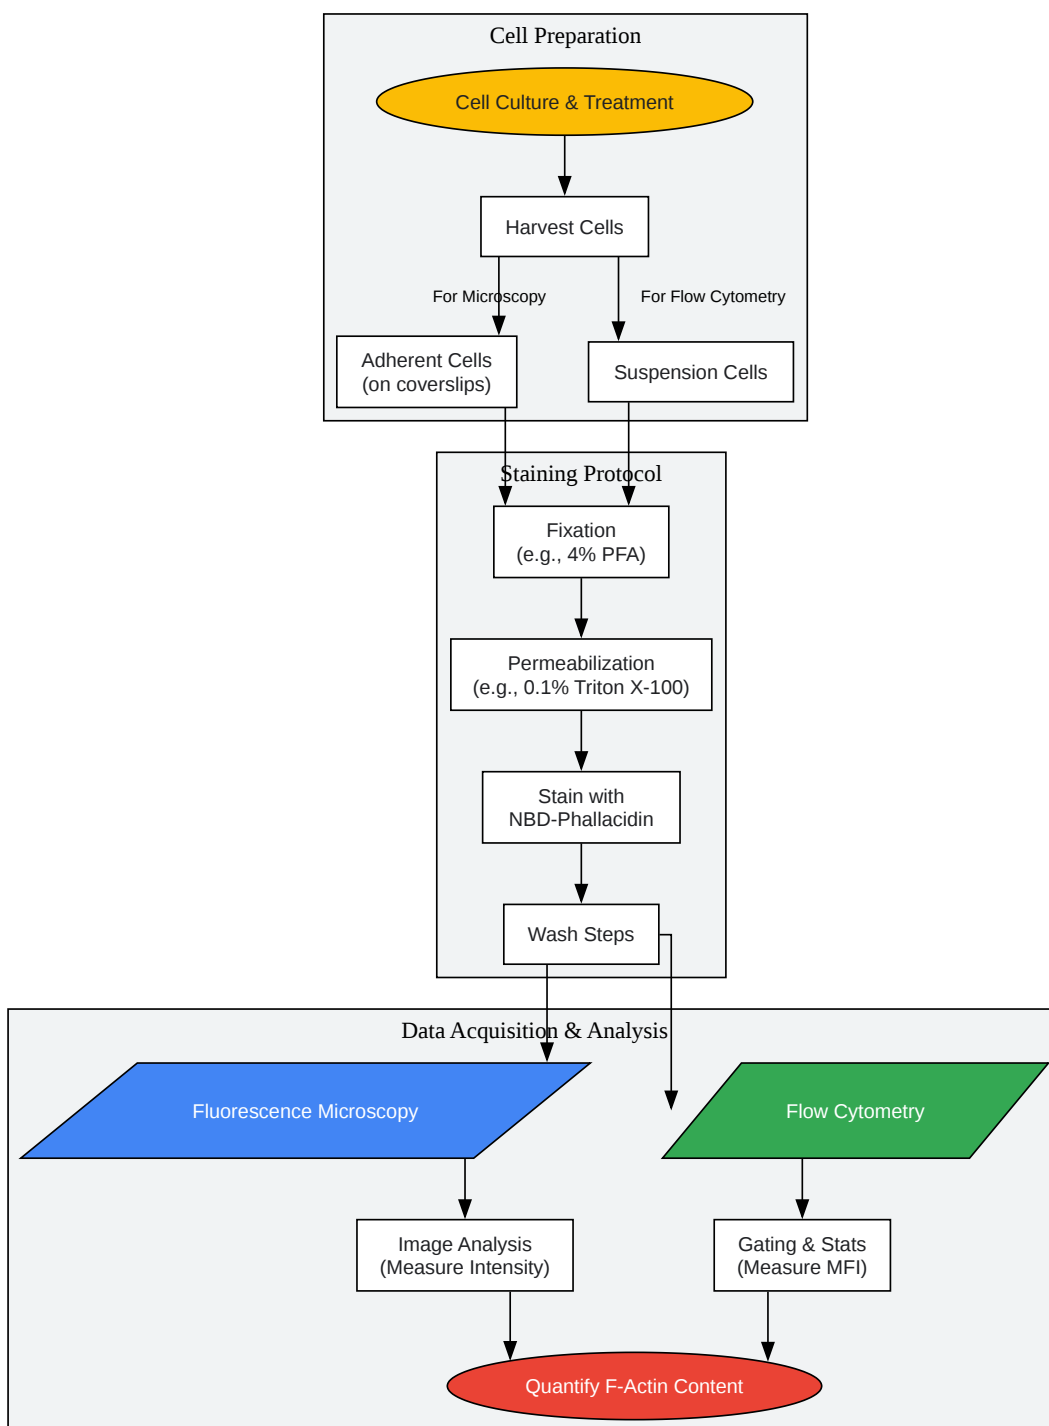 Cell Preparation
Cell Culture & Treatment
Harvest Cells
For Microscopy
For Flow Cytometry
Adherent Cells
(on coverslips)
Suspension Cells
Staining Protocol
Fixation
(e.g., 4% PFA)
Permeabilization
(e.g., 0.1% Triton X-100)
Stain with
NBD-Phallacidin
Wash Steps
Data Acquisition & Analysis
Fluorescence Microscopy
Flow Cytometry
Image Analysis
(Measure Intensity)
Gating & Stats
(Measure MFI)
Quantify F-Actin Content